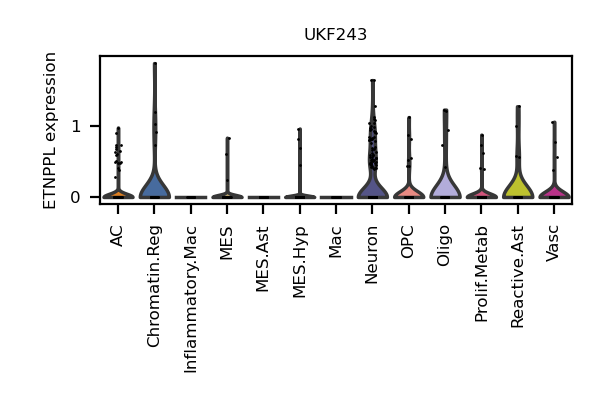 UKF243
ETNPPL expression
1
0
AC
Chromatin.Reg
Inflammatory.Mac
MES
MES.Ast
MES.Hyp
Mac
Neuron
OPC
Oligo
Prolif.Metab
Reactive.Ast
Vasc